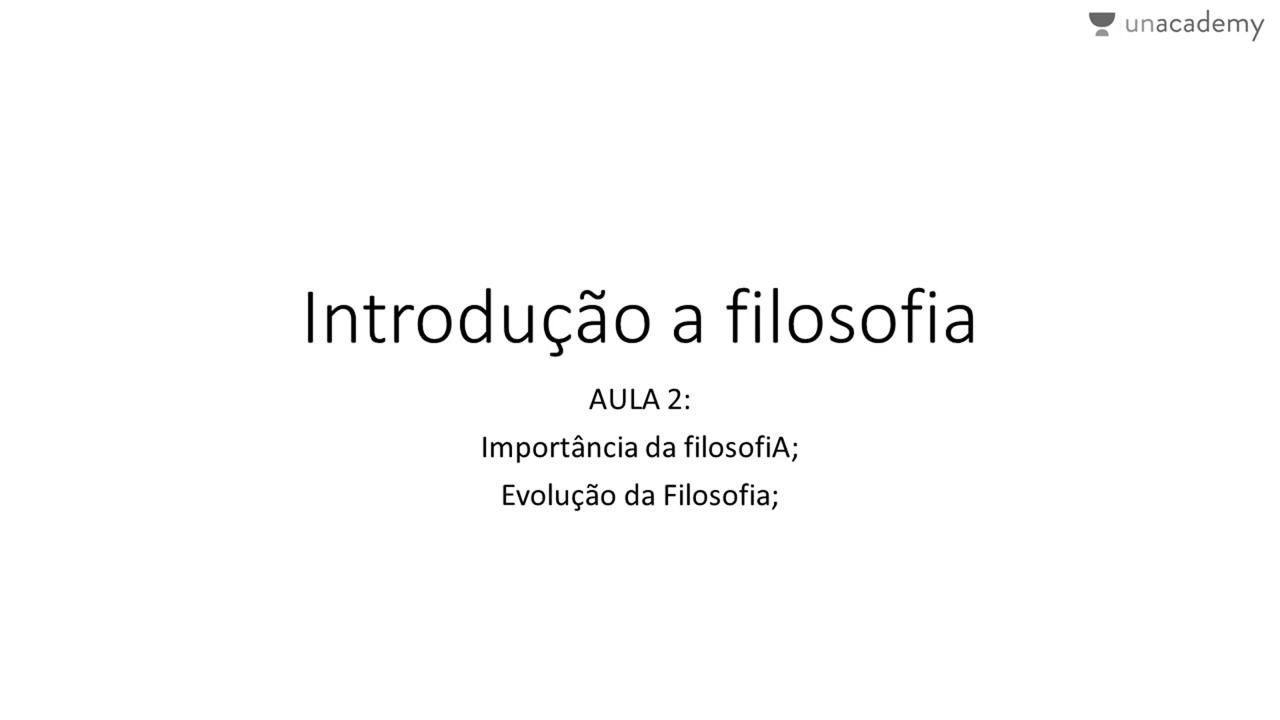 unacademy
Introdução a filosofia
AULA 2:
Importância da filosofiA;
Evolução da Filosofia;